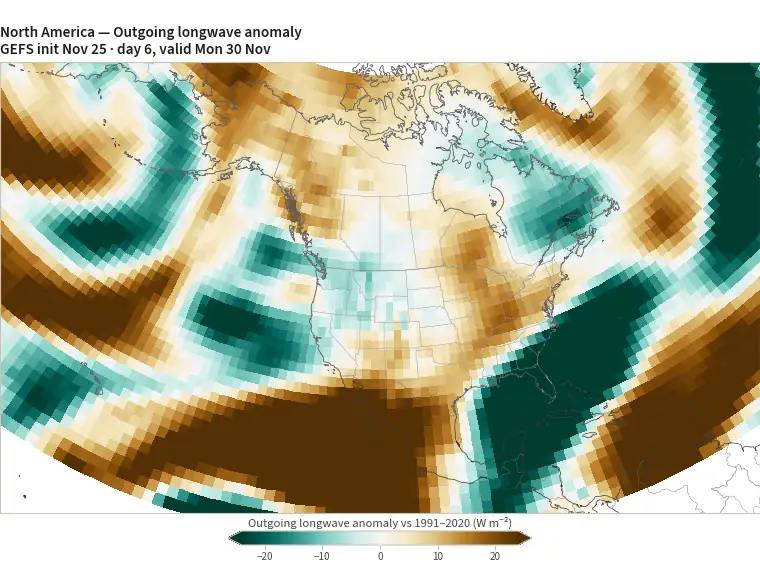 North America — Outgoing longwave anomaly
GEFS init Nov 25 · day 6, valid Mon 30 Nov
Outgoing longwave anomaly vs 1991–2020 (W m⁻²)
−20 −10 0 10 20